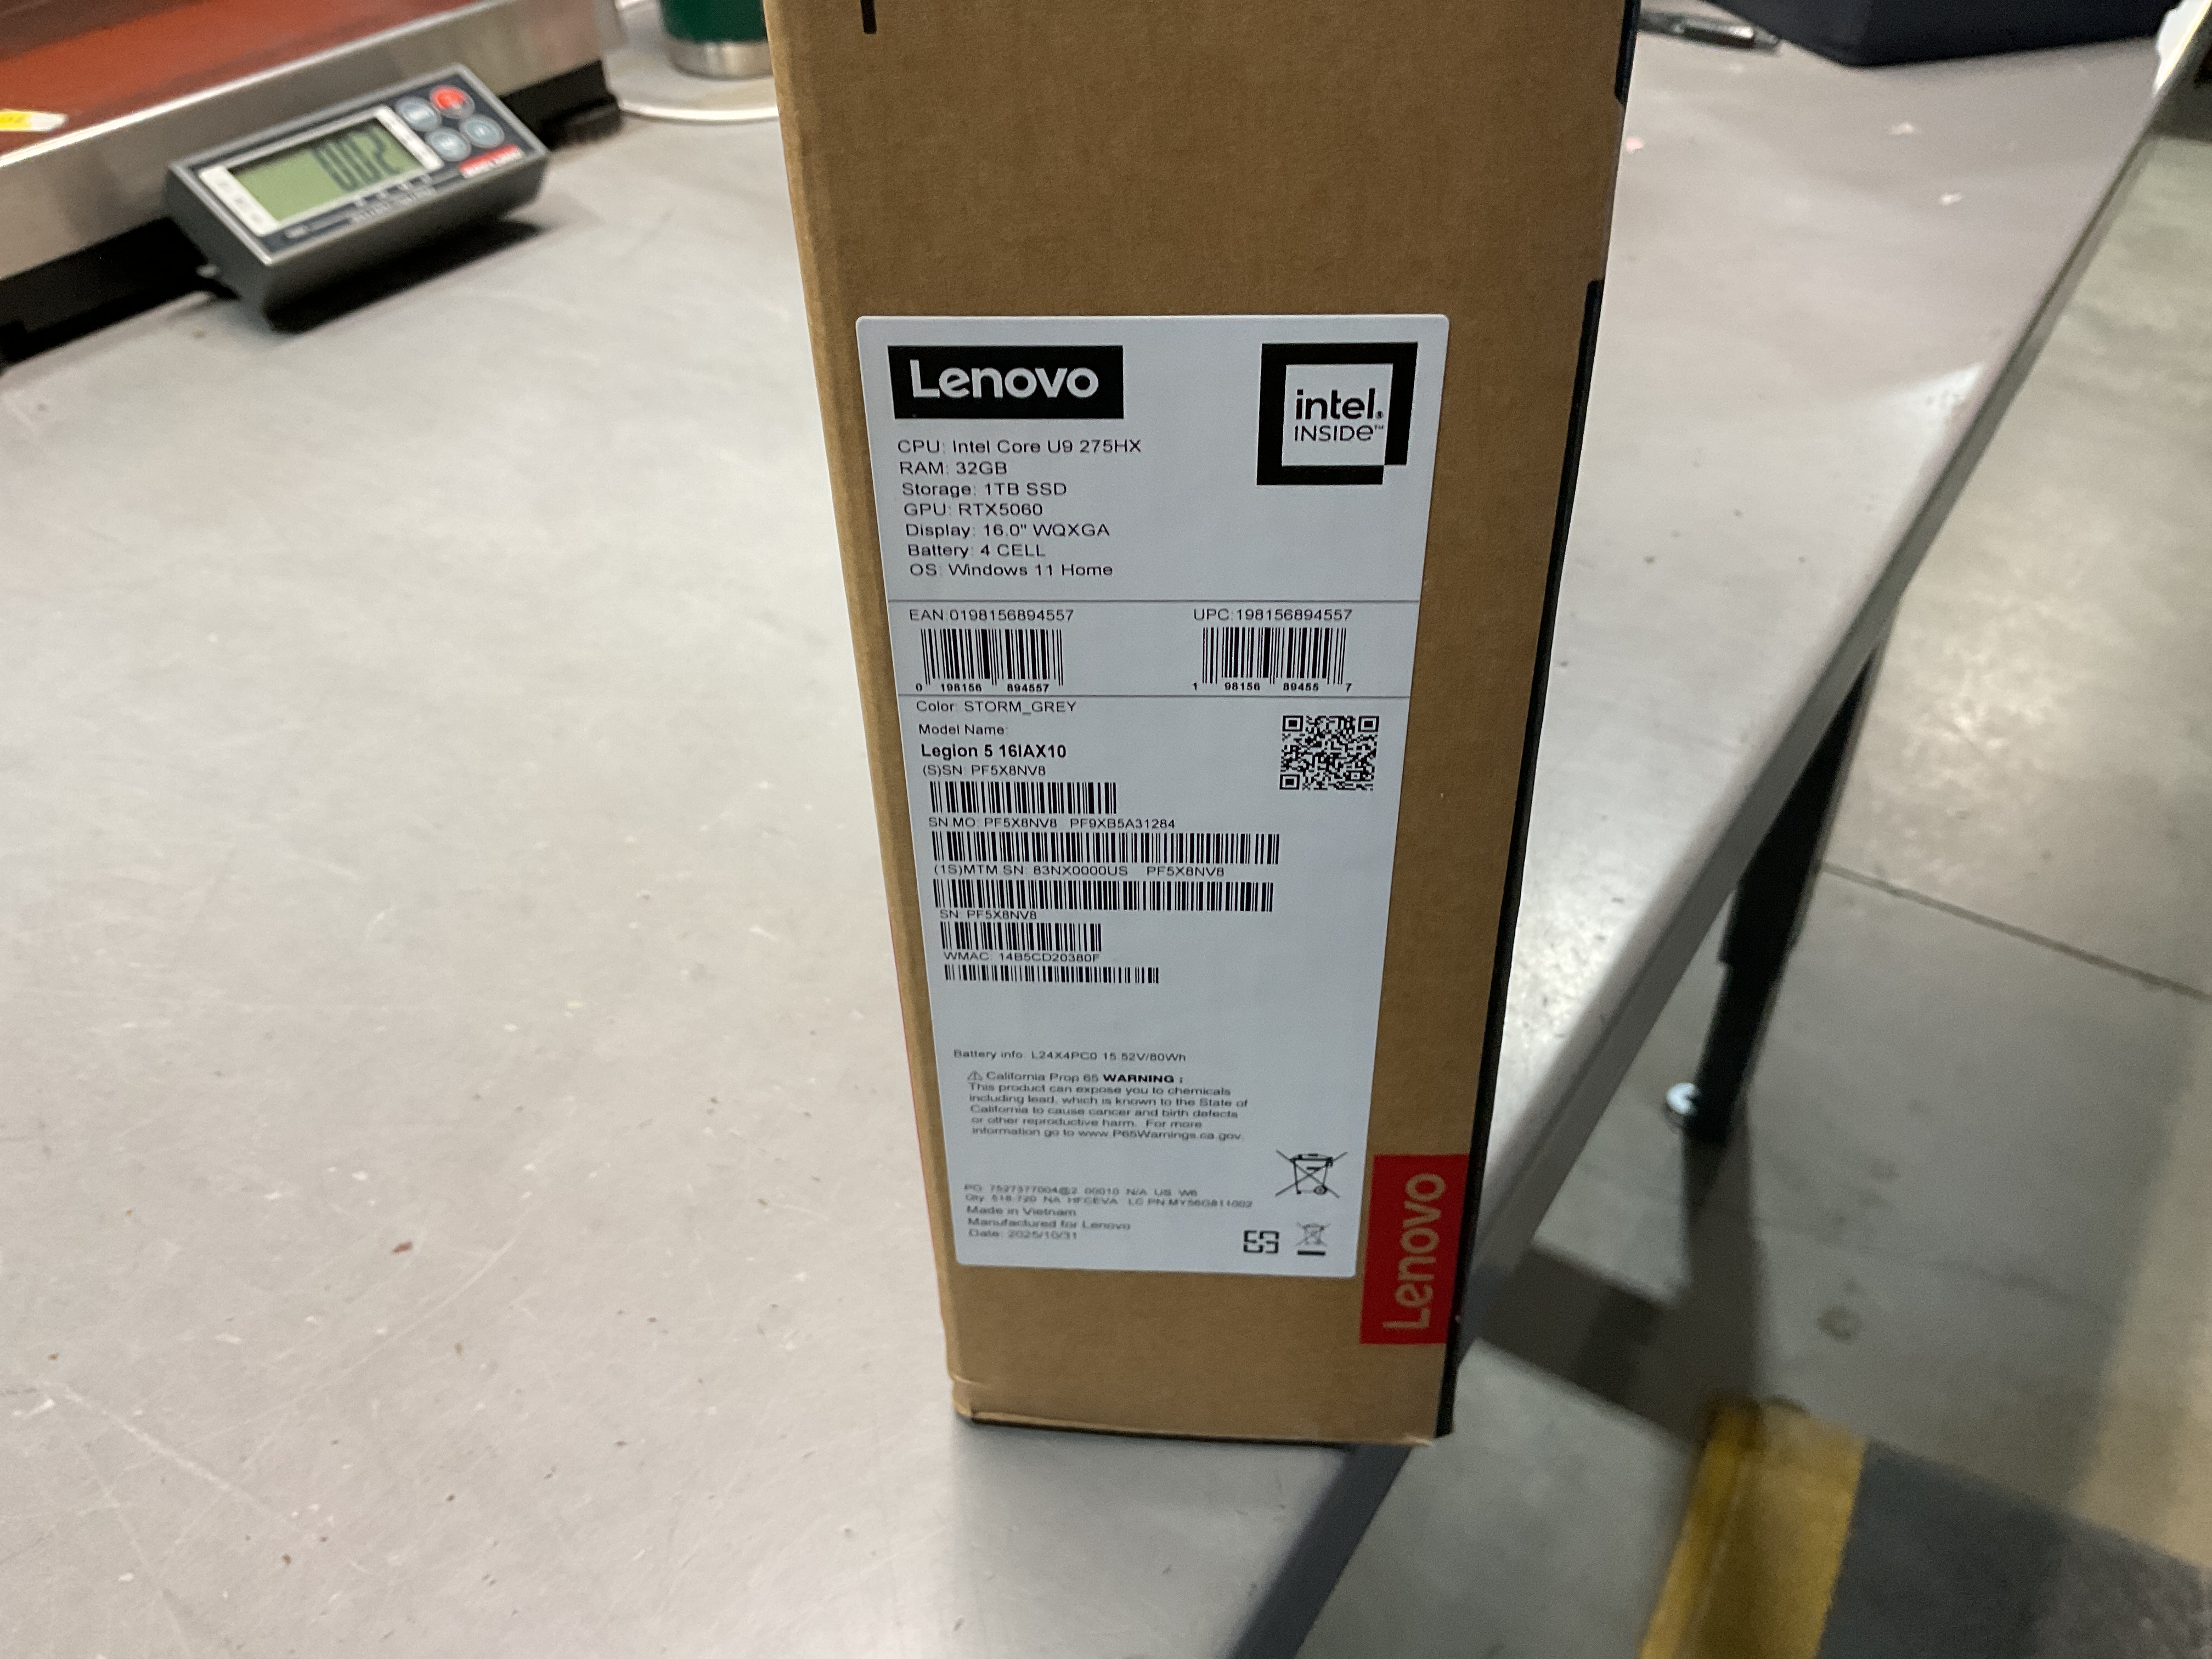 0.02
Lenovo
intel.
INSIDE™
CPU: Intel Core U9 275HX
RAM: 32GB
Storage: 1TB SSD
GPU: RTX5060
Display: 16.0" WQXGA
Battery: 4 CELL
OS: Windows 11 Home
EAN:0198156894557
UPC:198156894557
0 198156 894557
1 98156 89455 7
Color: STORM_GREY
Model Name:
Legion 5 16IAX10
(S)SN: PF5X8NV8
SN.MO: PF5X8NV8 PF9XB5A31284
(1S)MTM.SN: 83NX0000US PF5X8NV8
SN: PF5X8NV8
WMAC: 14B5CD20380F
Battery info: L24X4PC0 15.52V/80Wh
California Prop 65 WARNING :
This product can expose you to chemicals
including lead, which is known to the State of
California to cause cancer and birth defects
or other reproductive harm. For more
information go to www.P65Warnings.ca.gov.
N/A US W6
Made in Vietnam
Manufactured for Lenovo
Date: 2025/10/31
Lenovo